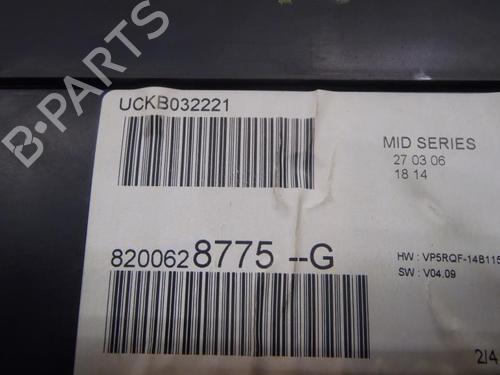 B-PARTS
UCKB032221
MID SERIES
27 03 06
18 14
8200628775 --G
HW : VP5RQF-14B115
SW : V04.09
2/4